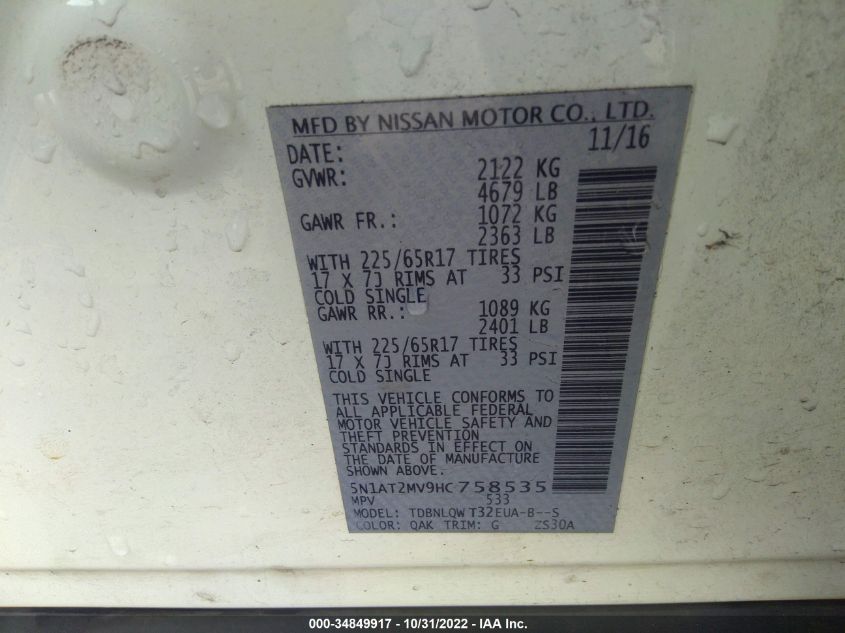 MFD BY NISSAN MOTOR CO., LTD.
DATE: 11/16
GVWR: 2122 KG
4679 LB
GAWR FR.: 1072 KG
2363 LB
WITH 225/65R17 TIRES
17 X 7J RIMS AT 33 PSI
COLD SINGLE
GAWR RR.: 1089 KG
2401 LB
WITH 225/65R17 TIRES
17 X 7J RIMS AT 33 PSI
COLD SINGLE
THIS VEHICLE CONFORMS TO
ALL APPLICABLE FEDERAL
MOTOR VEHICLE SAFETY AND
THEFT PREVENTION
STANDARDS IN EFFECT ON
THE DATE OF MANUFACTURE
SHOWN ABOVE.
5N1AT2MV9HC758535
MPV 533
MODEL: TDBNLQW T32EUA-B--S
COLOR: QAK TRIM: G ZS30A
000-34849917 - 10/31/2022 - IAA Inc.